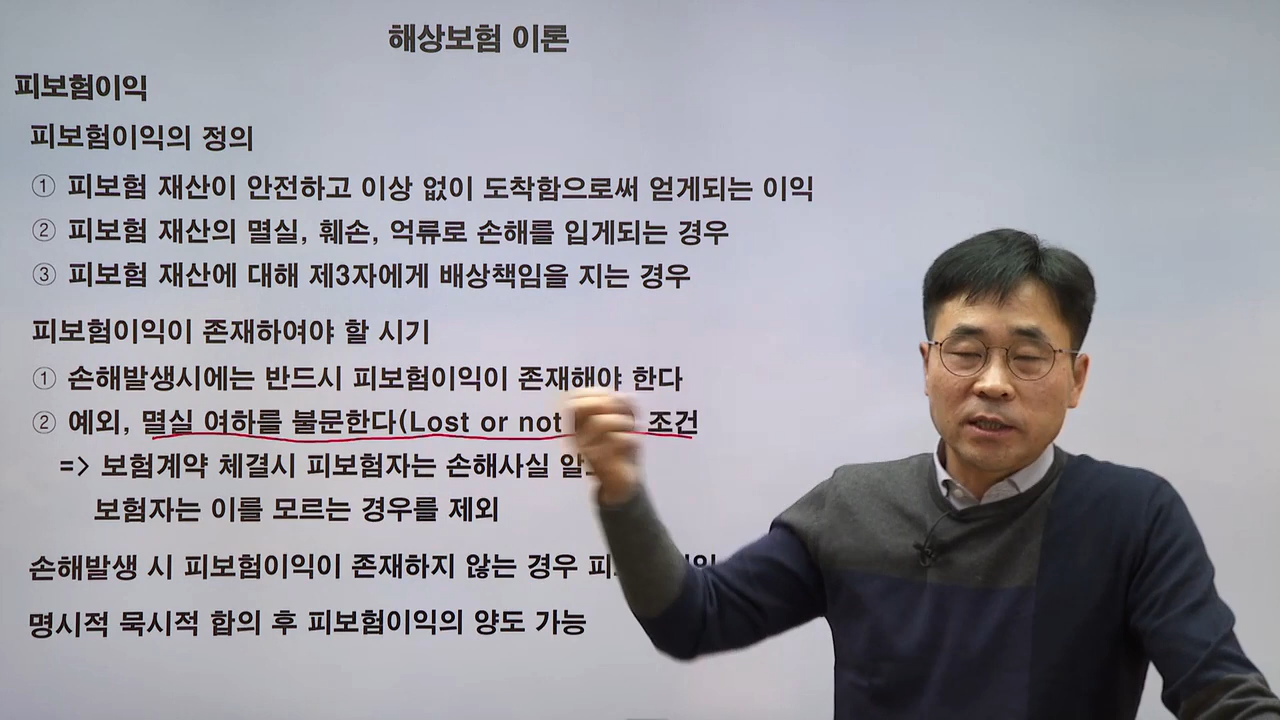 해상보험 이론
피보험이익
피보험이익의 정의
① 피보험 재산이 안전하고 이상 없이 도착함으로써 얻게되는 이익
② 피보험 재산의 멸실, 훼손, 억류로 손해를 입게되는 경우
③ 피보험 재산에 대해 제3자에게 배상책임을 지는 경우
피보험이익이 존재하여야 할 시기
① 손해발생시에는 반드시 피보험이익이 존재해야 한다
② 예외, 멸실 여하를 불문한다(Lost or not 조건
=> 보험계약 체결시 피보험자는 손해사실
보험자는 이를 모르는 경우를 제외
손해발생 시 피보험이익이 존재하지 않는 경우
명시적 묵시적 합의 후 피보험이익의 양도 가능